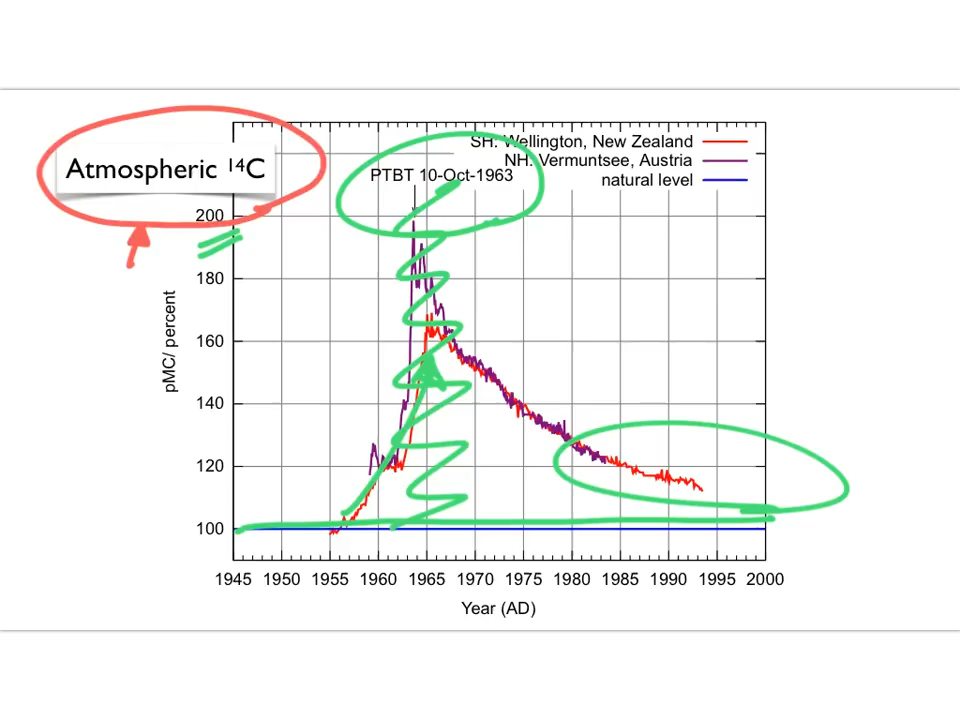 Atmospheric ¹⁴C
SH: Wellington, New Zealand
NH: Vermuntsee, Austria
natural level
PTBT 10-Oct-1963
200
180
160
140
120
100
pMC/ percent
1945 1950 1955 1960 1965 1970 1975 1980 1985 1990 1995 2000
Year (AD)